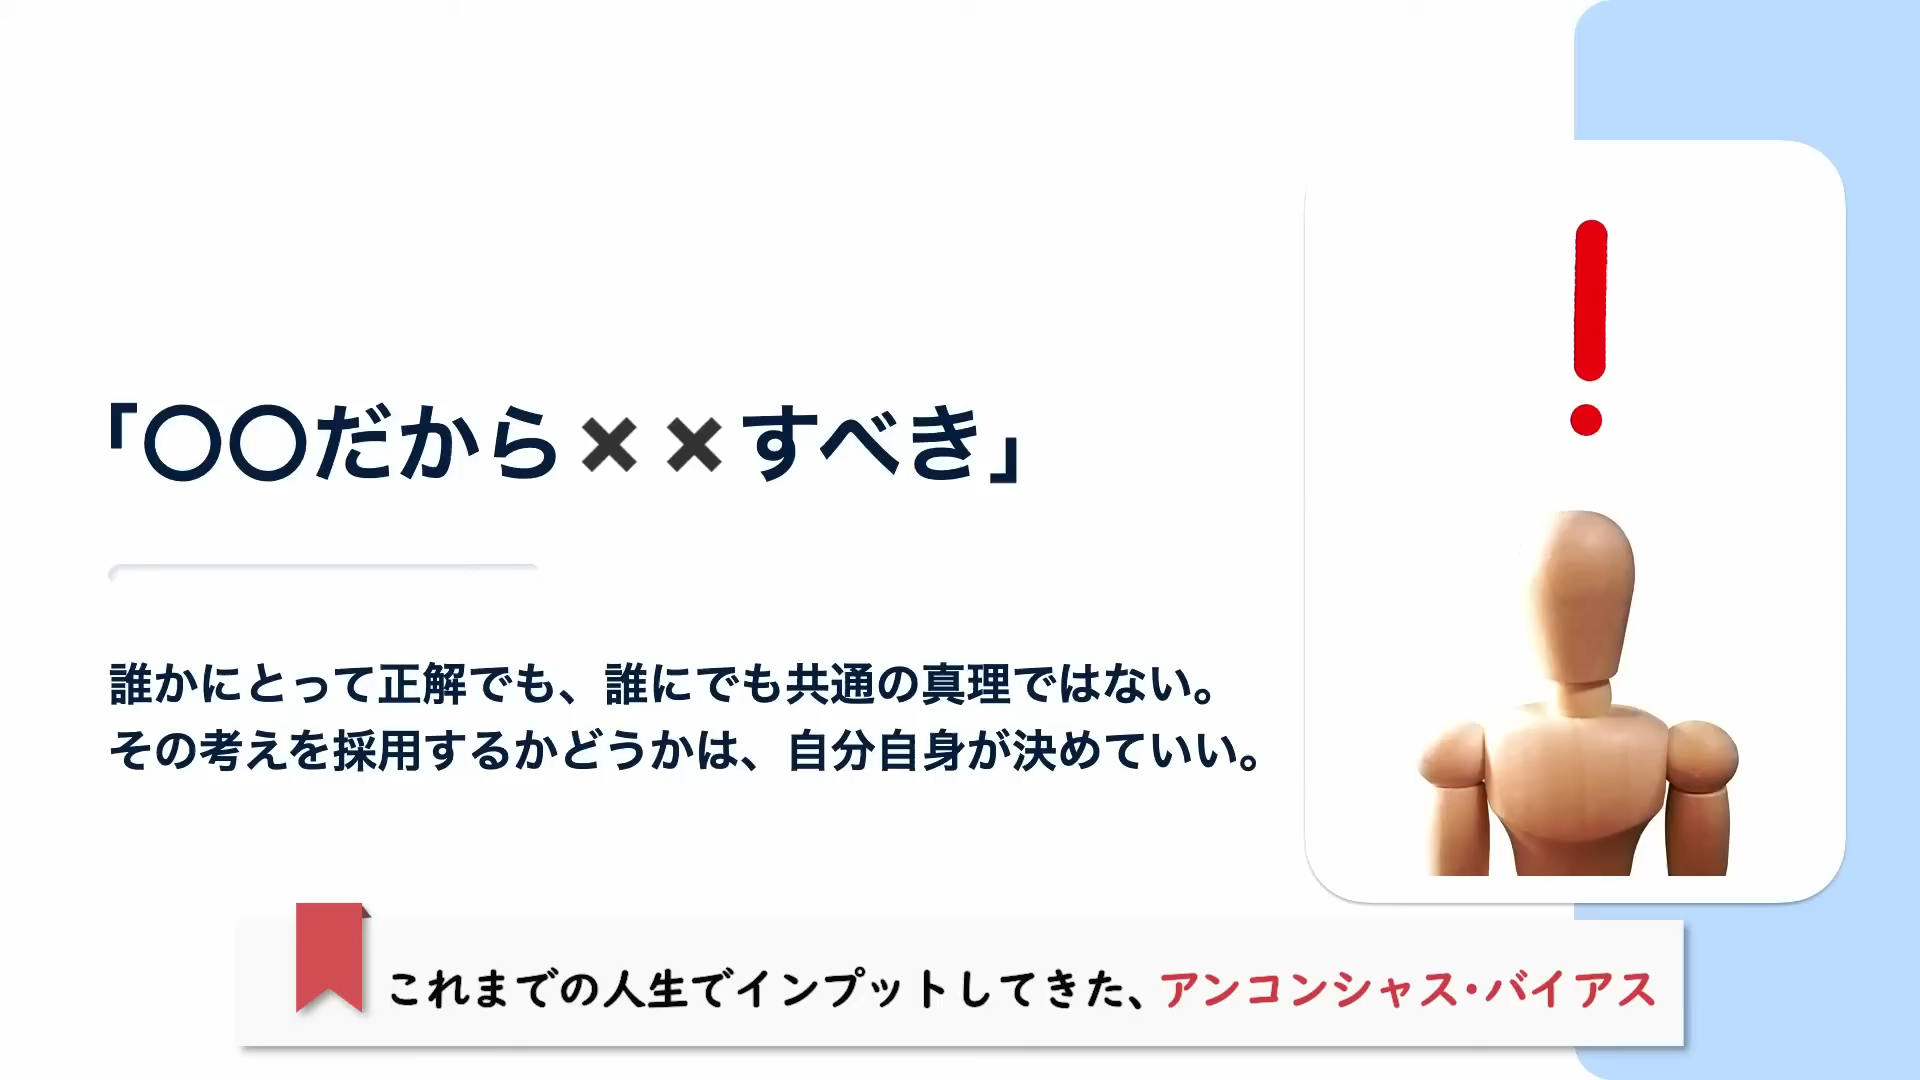 「〇〇だから✖✖すべき」
誰かにとって正解でも、誰にでも共通の真理ではない。
その考えを採用するかどうかは、自分自身が決めていい。
これまでの人生でインプットしてきた、アンコンシャス・バイアス